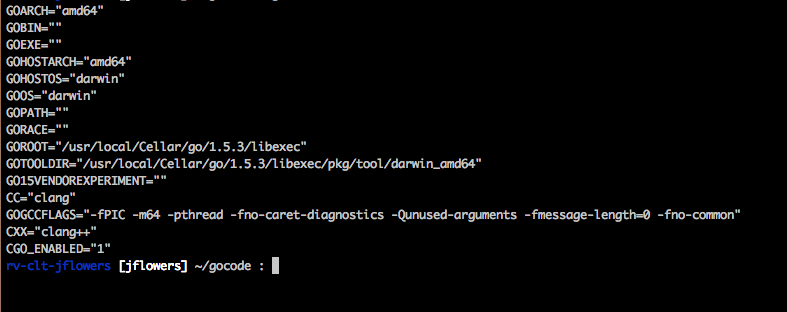 GOARCH="amd64"
GOBIN=""
GOEXE=""
GOHOSTARCH="amd64"
GOHOSTOS="darwin"
GOOS="darwin"
GOPATH=""
GORACE=""
GOROOT="/usr/local/Cellar/go/1.5.3/libexec"
GOTOOLDIR="/usr/local/Cellar/go/1.5.3/libexec/pkg/tool/darwin_amd64"
GO15VENDOREXPERIMENT=""
CC="clang"
GOGCCFLAGS="-fPIC -m64 -pthread -fno-caret-diagnostics -Qunused-arguments -fmessage-length=0 -fno-common"
CXX="clang++"
CGO_ENABLED="1"
rv-clt-jflowers [jflowers] ~/gocode :